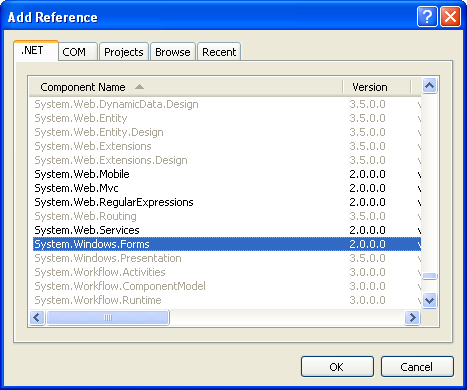 Add Reference
.NET COM Projects Browse Recent
Component Name Version
System.Web.DynamicData.Design 3.5.0.0 v
System.Web.Entity 3.5.0.0 v
System.Web.Entity.Design 3.5.0.0 v
System.Web.Extensions 3.5.0.0 v
System.Web.Extensions.Design 3.5.0.0 v
System.Web.Mobile 2.0.0.0 v
System.Web.Mvc 2.0.0.0 v
System.Web.RegularExpressions 2.0.0.0 v
System.Web.Routing 3.5.0.0 v
System.Web.Services 2.0.0.0 v
System.Windows.Forms 2.0.0.0 v
System.Windows.Presentation 3.5.0.0 v
System.Workflow.Activities 3.0.0.0 v
System.Workflow.ComponentModel 3.0.0.0 v
System.Workflow.Runtime 3.0.0.0 v
OK Cancel